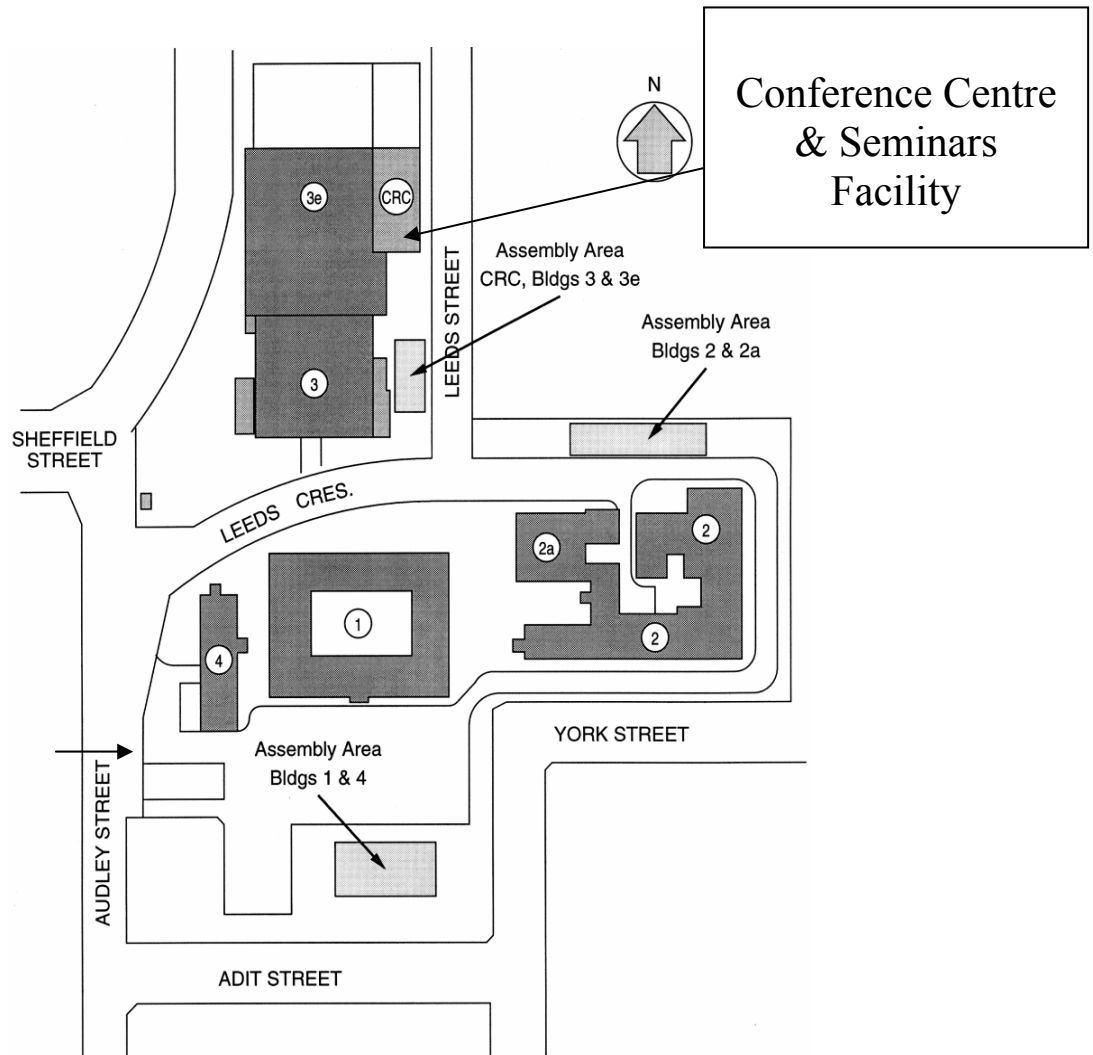 Conference Centre
& Seminars
Facility
N
3e
CRC
Assembly Area
CRC, Bldgs 3 & 3e
LEEDS STREET
Assembly Area
Bldgs 2 & 2a
3
SHEFFIELD
STREET
LEEDS CRES.
2a
2
1
2
4
YORK STREET
Assembly Area
Bldgs 1 & 4
AUDLEY STREET
ADIT STREET